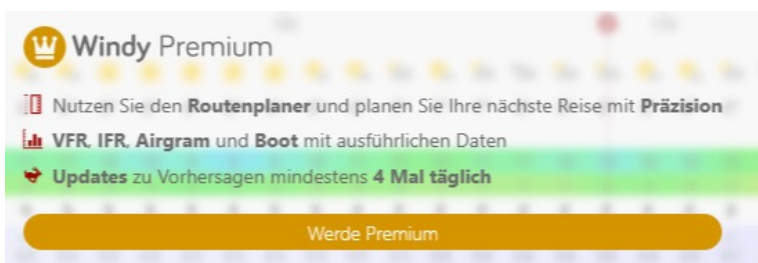 Windy Premium
Nutzen Sie den Routenplaner und planen Sie Ihre nächste Reise mit Präzision
VFR, IFR, Airgram und Boot mit ausführlichen Daten
Updates zu Vorhersagen mindestens 4 Mal täglich
Werde Premium